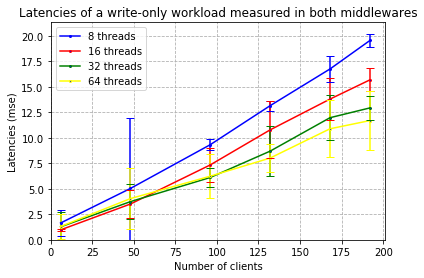 Latencies of a write-only workload measured in both middlewares
8 threads
16 threads
32 threads
64 threads
Latencies (mse)
20.0
17.5
15.0
12.5
10.0
7.5
5.0
2.5
0.0
0 25 50 75 100 125 150 175 200
Number of clients